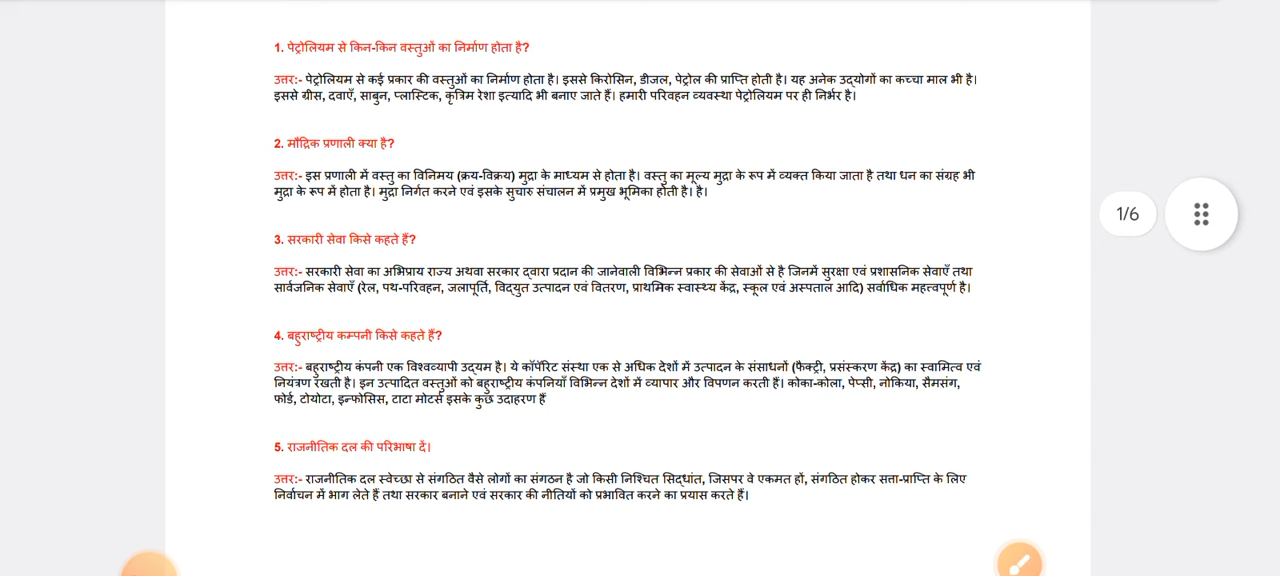 1. पेट्रोलियम से किन-किन वस्तुओं का निर्माण होता है?
उत्तर:- पेट्रोलियम से कई प्रकार की वस्तुओं का निर्माण होता है। इससे किरोसिन, डीजल, पेट्रोल की प्राप्ति होती है। यह अनेक उद्योगों का कच्चा माल भी है।
इससे ग्रीस, दवाएँ, साबुन, प्लास्टिक, कृत्रिम रेशा इत्यादि भी बनाए जाते हैं। हमारी परिवहन व्यवस्था पेट्रोलियम पर ही निर्भर है।
2. मौद्रिक प्रणाली क्या है?
उत्तर:- इस प्रणाली में वस्तु का विनिमय (क्रय-विक्रय) मुद्रा के माध्यम से होता है। वस्तु का मूल्य मुद्रा के रूप में व्यक्त किया जाता है तथा धन का संग्रह भी
मुद्रा के रूप में होता है। मुद्रा निर्गत करने एवं इसके सुचारु संचालन में प्रमुख भूमिका होती है। है।
3. सरकारी सेवा किसे कहते हैं?
उत्तर:- सरकारी सेवा का अभिप्राय राज्य अथवा सरकार द्वारा प्रदान की जानेवाली विभिन्न प्रकार की सेवाओं से है जिनमें सुरक्षा एवं प्रशासनिक सेवाएँ तथा
सार्वजनिक सेवाएँ (रेल, पथ-परिवहन, जलापूर्ति, विद्युत उत्पादन एवं वितरण, प्राथमिक स्वास्थ्य केंद्र, स्कूल एवं अस्पताल आदि) सर्वाधिक महत्त्वपूर्ण है।
1/6
4. बहुराष्ट्रीय कम्पनी किसे कहते हैं?
उत्तर:- बहुराष्ट्रीय कंपनी एक विश्वव्यापी उद्यम है। ये कॉर्पोरेट संस्था एक से अधिक देशों में उत्पादन के संसाधनों (फैक्ट्री, प्रसंस्करण केंद्र) का स्वामित्व एवं
नियंत्रण रखती है। इन उत्पादित वस्तुओं को बहुराष्ट्रीय कंपनियाँ विभिन्न देशों में व्यापार और विपणन करती हैं। कोका-कोला, पेप्सी, नोकिया, सैमसंग,
फोर्ड, टोयोटा, इन्फोसिस, टाटा मोटर्स इसके कुछ उदाहरण हैं
5. राजनीतिक दल की परिभाषा दें।
उत्तर:- राजनीतिक दल स्वेच्छा से संगठित वैसे लोगों का संगठन है जो किसी निश्चित सिद्धांत, जिसपर वे एकमत हों, संगठित होकर सत्ता-प्राप्ति के लिए
निर्वाचन में भाग लेते हैं तथा सरकार बनाने एवं सरकार की नीतियों को प्रभावित करने का प्रयास करते हैं।